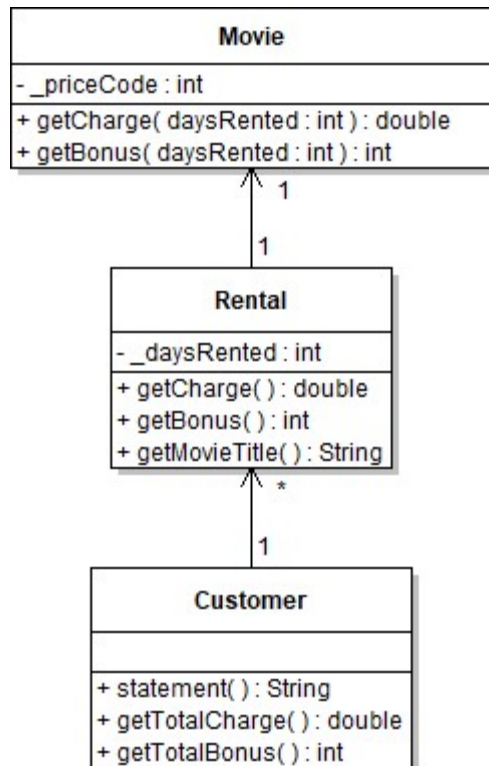 Movie
- _priceCode : int
+ getCharge( daysRented : int ) : double
+ getBonus( daysRented : int ) : int
1
1
Rental
- _daysRented : int
+ getCharge( ) : double
+ getBonus( ) : int
+ getMovieTitle( ) : String
*
1
Customer
+ statement( ) : String
+ getTotalCharge( ) : double
+ getTotalBonus( ) : int